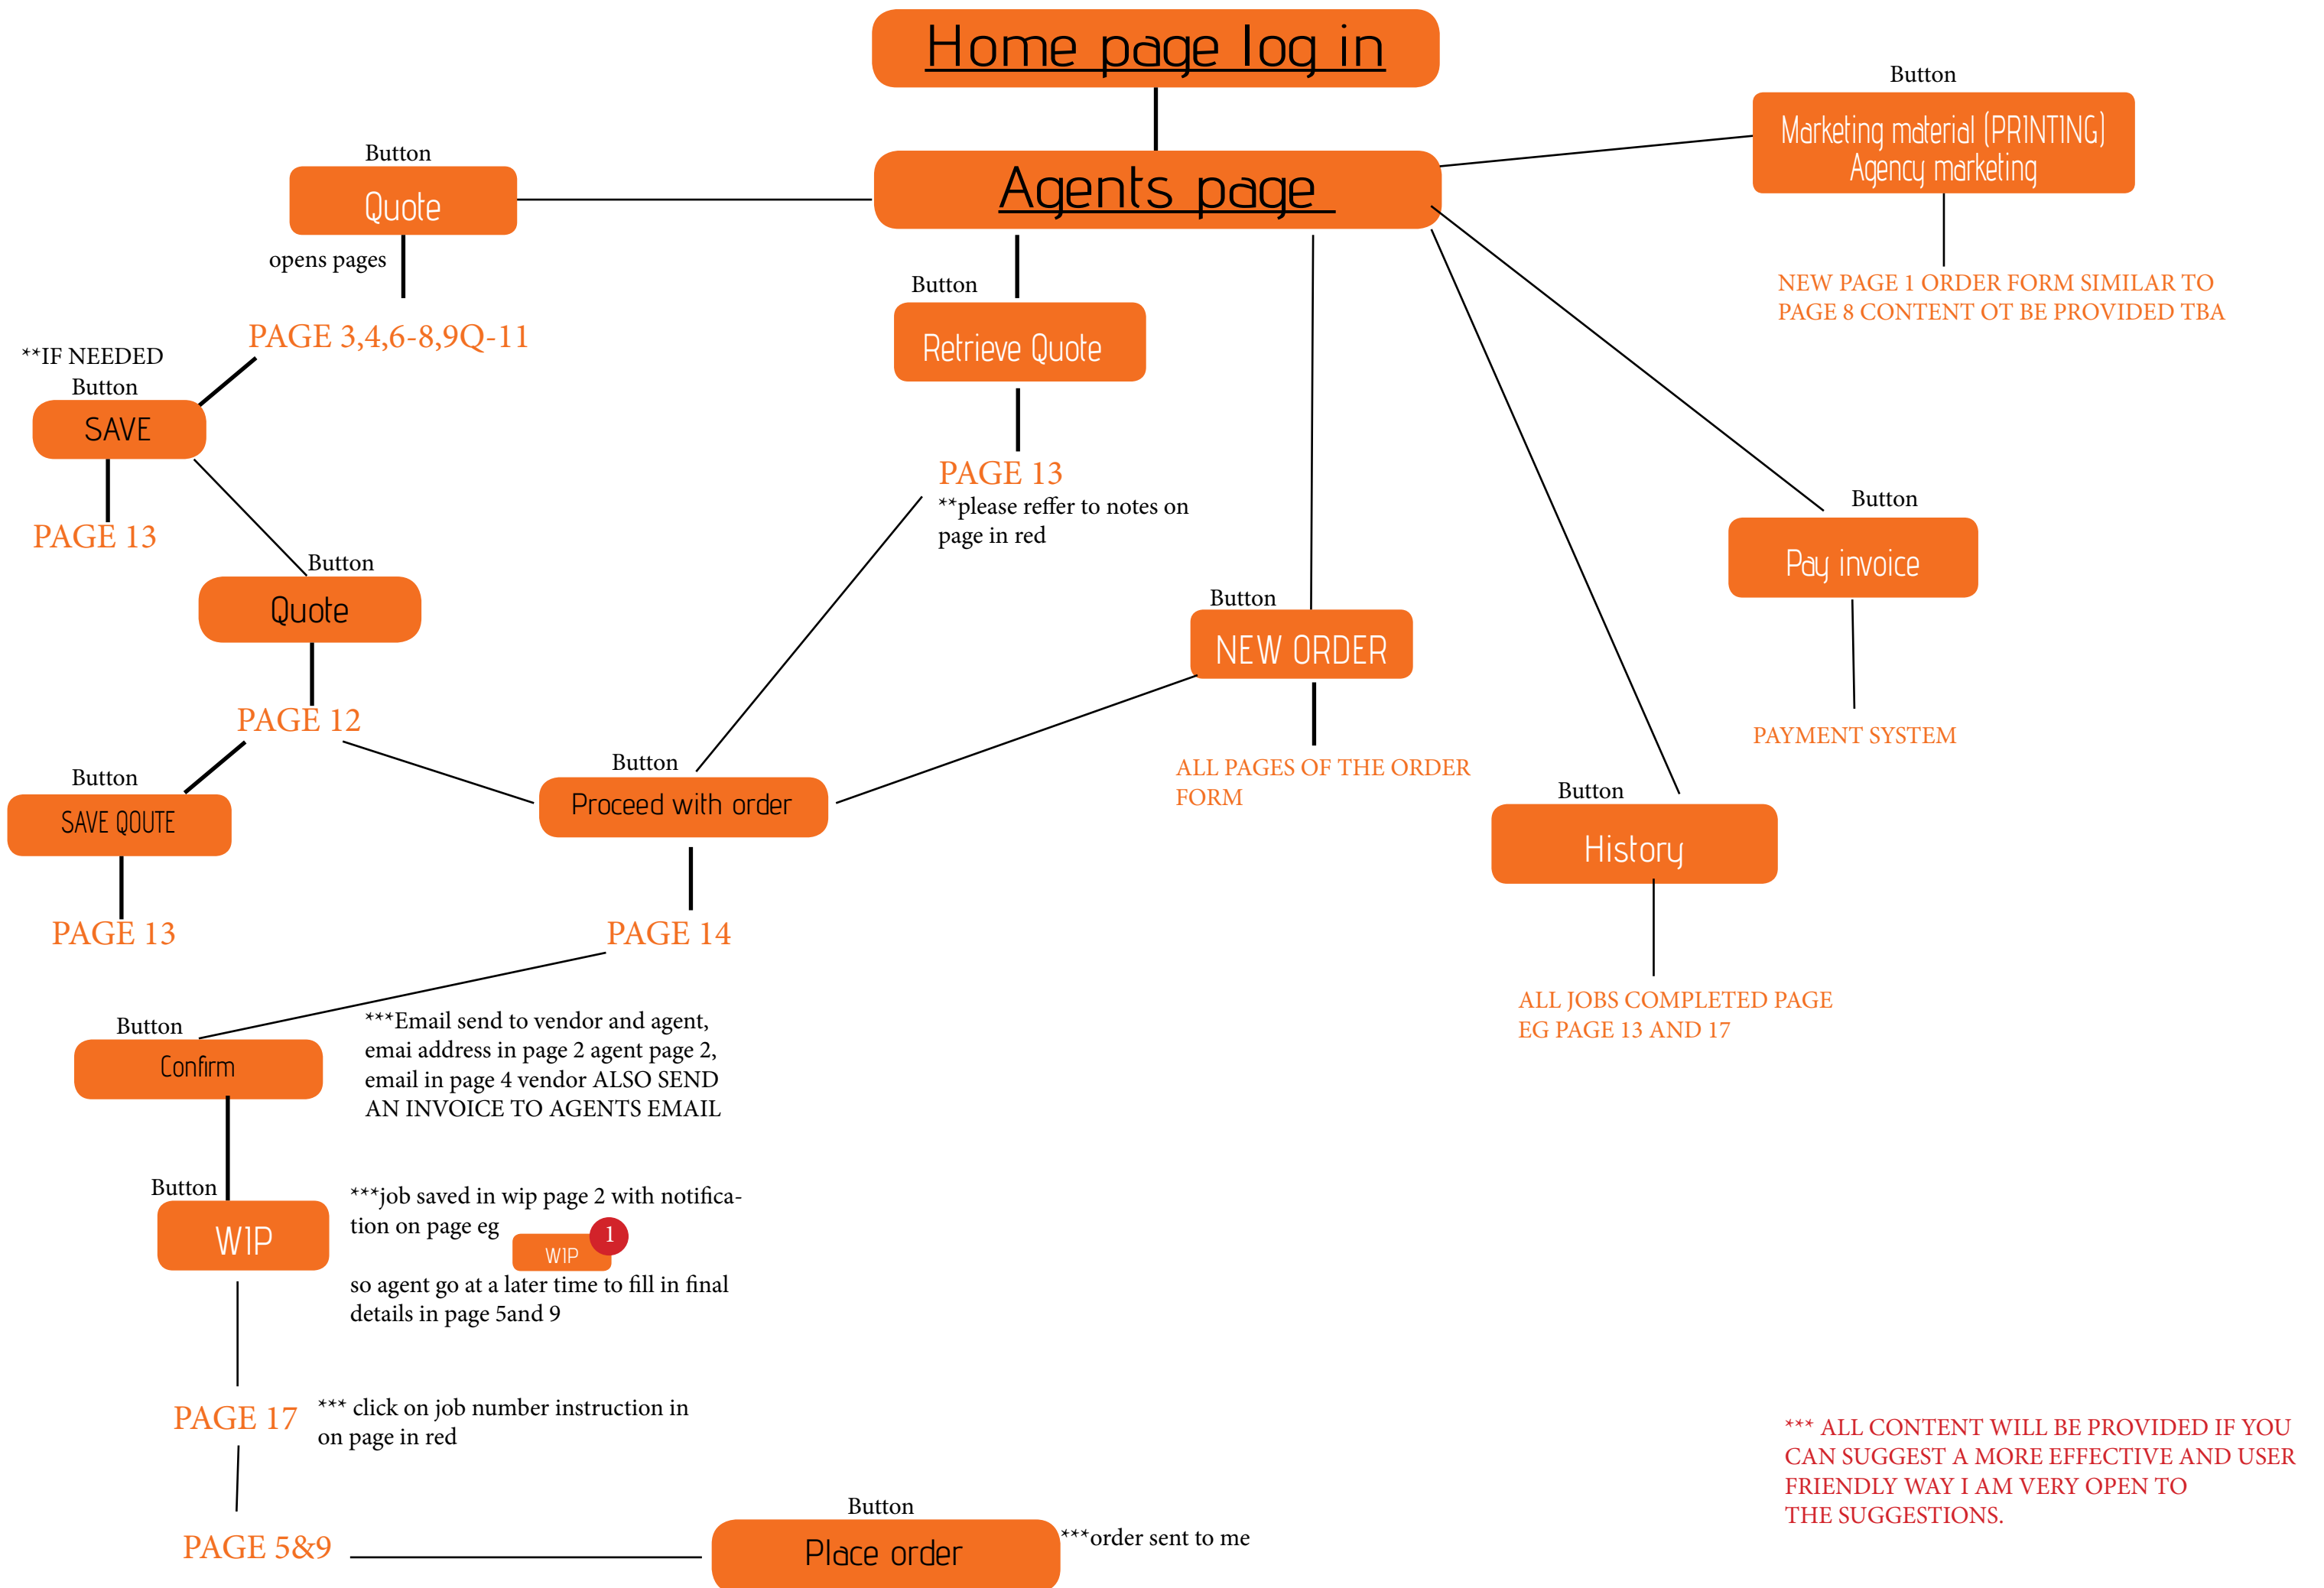 Home page log in
Button
Marketing material (PRINTING)
Agency marketing
Button
Quote
Agents page
opens pages
Button
Retrieve Quote
NEW PAGE 1 ORDER FORM SIMILAR TO
PAGE 8 CONTENT OT BE PROVIDED TBA
PAGE 3,4,6-8,9Q-11
**IF NEEDED
Button
SAVE
PAGE 13
PAGE 13
**please reffer to notes on
page in red
Button
Pay invoice
Button
Quote
Button
NEW ORDER
PAGE 12
PAYMENT SYSTEM
Button
SAVE QOUTE
Button
Proceed with order
ALL PAGES OF THE ORDER
FORM
Button
History
PAGE 13
PAGE 14
ALL JOBS COMPLETED PAGE
EG PAGE 13 AND 17
Button
Confirm
***Email send to vendor and agent,
emai address in page 2 agent page 2,
email in page 4 vendor ALSO SEND
AN INVOICE TO AGENTS EMAIL
Button
WIP
***job saved in wip page 2 with notifica-
tion on page eg
WIP
1
so agent go at a later time to fill in final
details in page 5and 9
PAGE 17
*** click on job number instruction in
on page in red
*** ALL CONTENT WILL BE PROVIDED IF YOU
CAN SUGGEST A MORE EFFECTIVE AND USER
FRIENDLY WAY I AM VERY OPEN TO
THE SUGGESTIONS.
PAGE 5&9
Button
Place order
***order sent to me